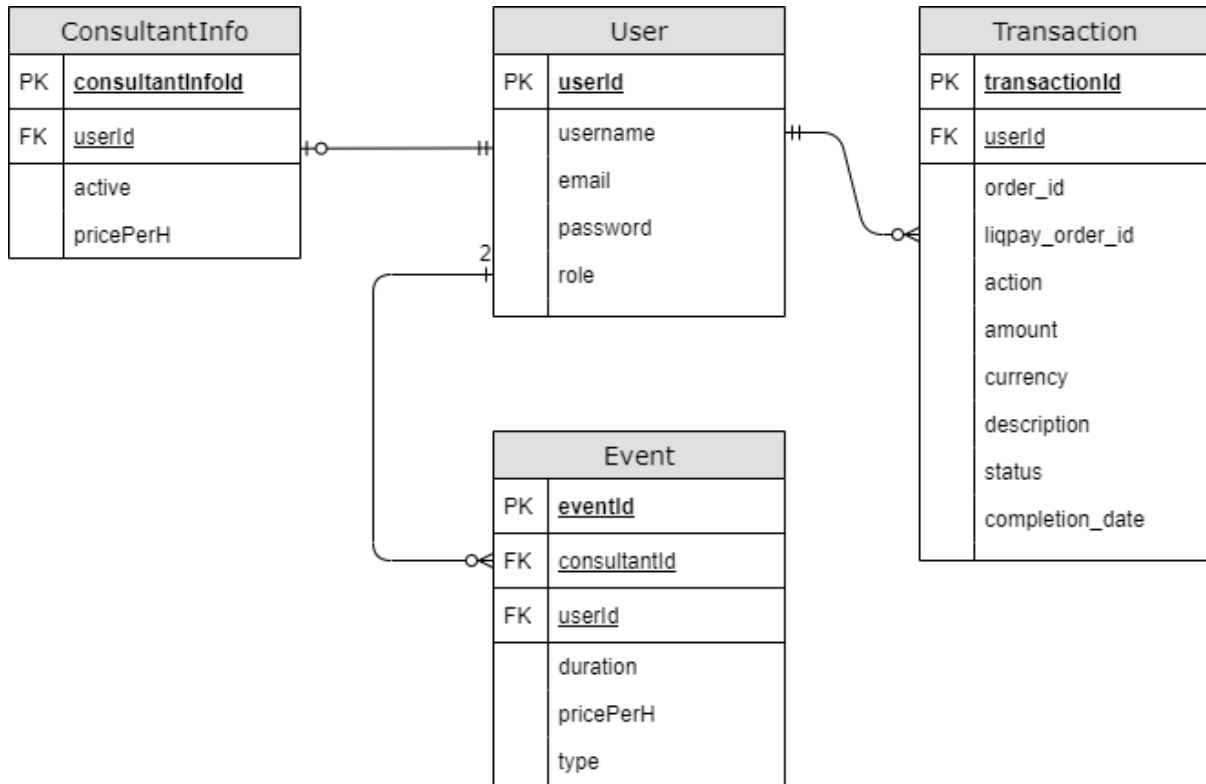 ConsultantInfo
PK consultantInfoId
FK userId
active
pricePerH
User
PK userId
username
email
password
role
2
Transaction
PK transactionId
FK userId
order_id
liqpay_order_id
action
amount
currency
description
status
completion_date
Event
PK eventId
FK consultantId
FK userId
duration
pricePerH
type